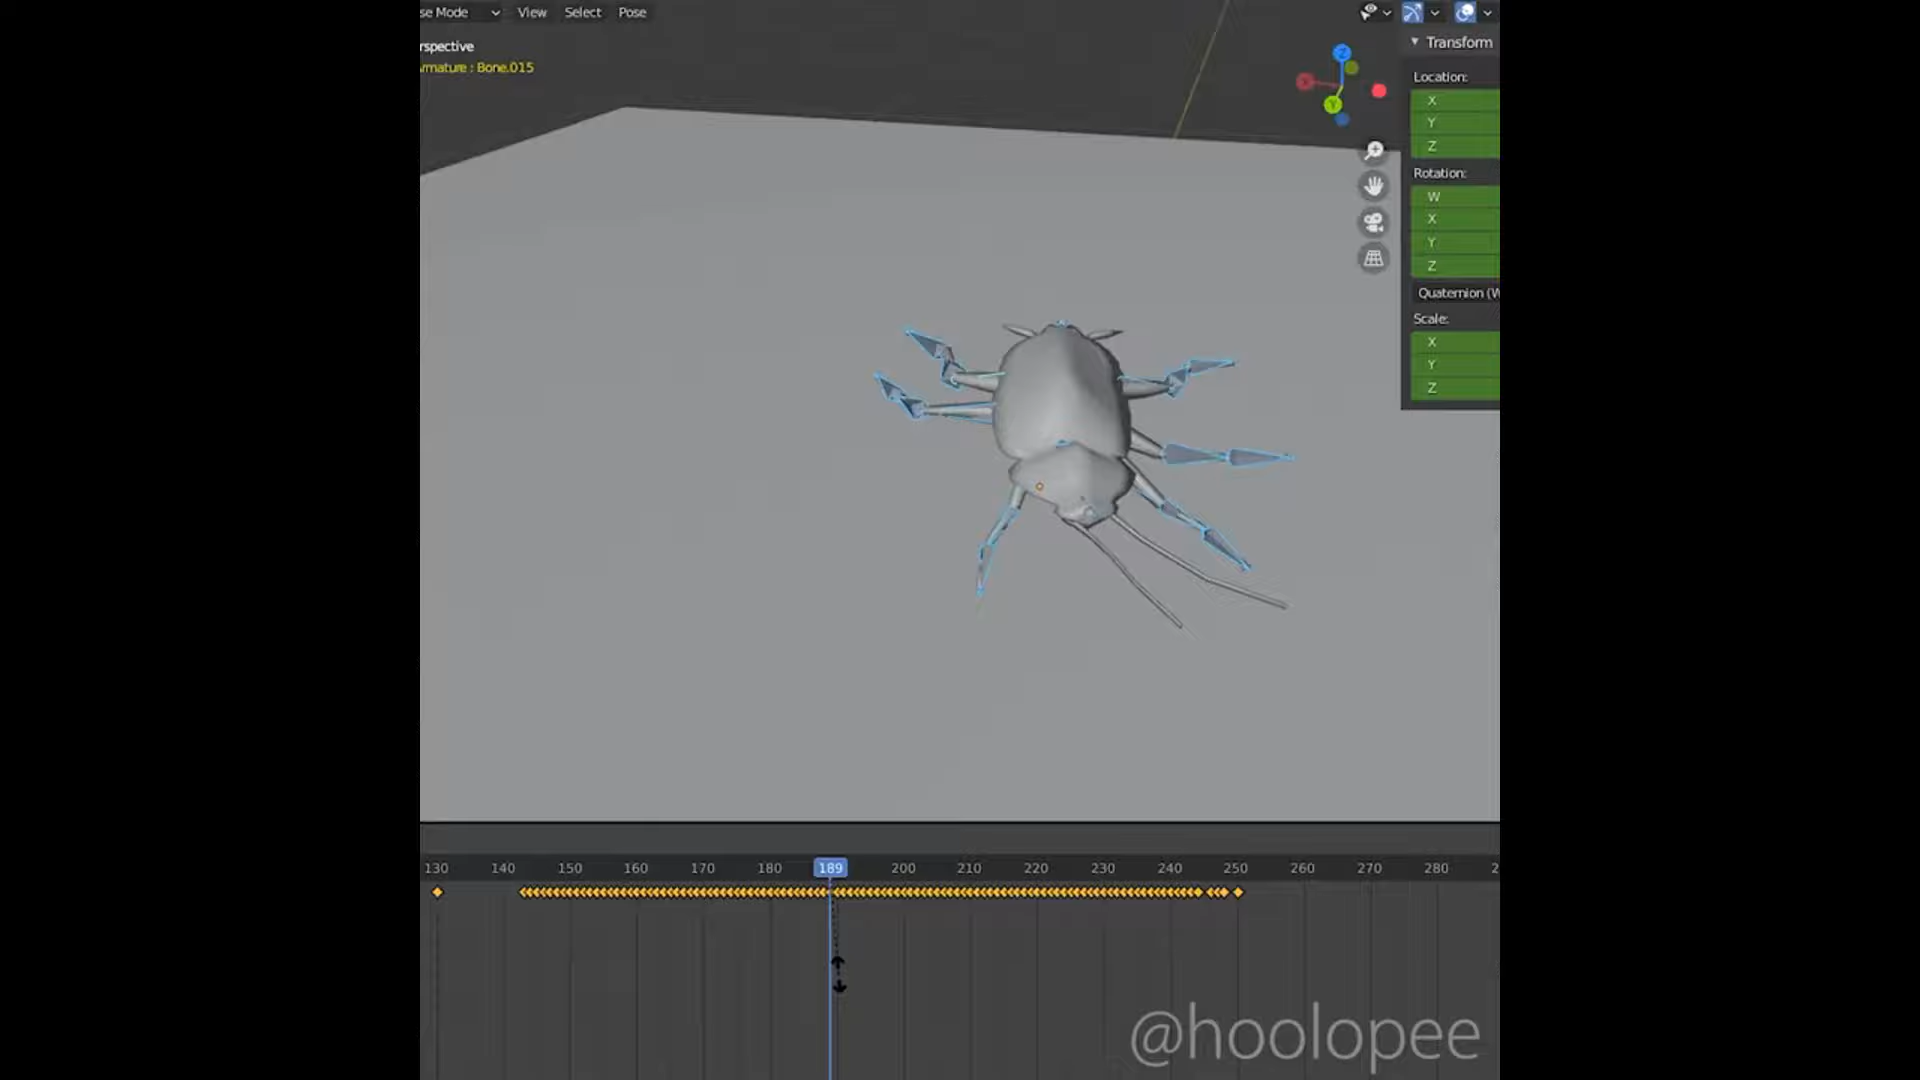 se Mode View Select Pose
rspective
rmature : Bone.015
Z
X
Y
Transform
Location:
X
Y
Z
Rotation:
W
X
Y
Z
Quaternion (W
Scale:
X
Y
Z
130 140 150 160 170 180 189 200 210 220 230 240 250 260 270 280 2
@hoolopee